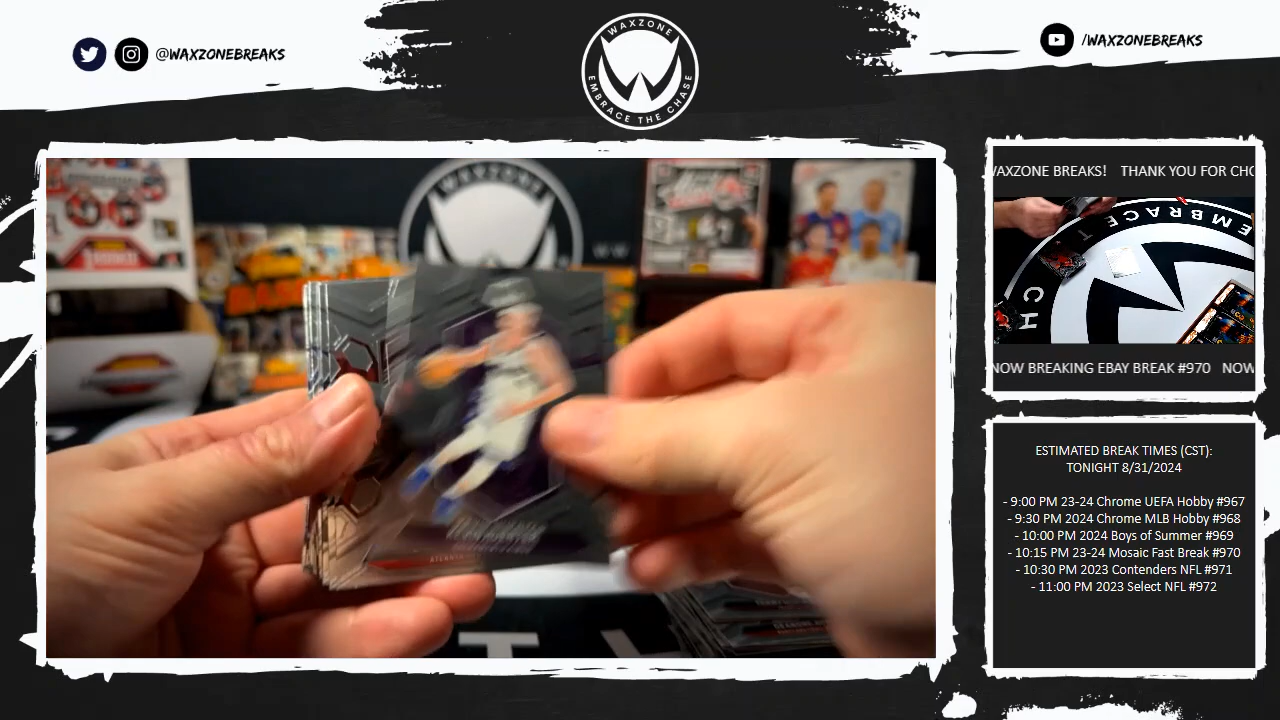 @WAXZONEBREAKS
WAXZONE
EMBRACE THE CHASE
/WAXZONEBREAKS
WAXZONE
AXZONE BREAKS! THANK YOU FOR CHO
EMBRACE T
CH
NOW BREAKING EBAY BREAK #970 NOW
ESTIMATED BREAK TIMES (CST):
TONIGHT 8/31/2024
- 9:00 PM 23-24 Chrome UEFA Hobby #967
- 9:30 PM 2024 Chrome MLB Hobby #968
- 10:00 PM 2024 Boys of Summer #969
- 10:15 PM 23-24 Mosaic Fast Break #970
- 10:30 PM 2023 Contenders NFL #971
- 11:00 PM 2023 Select NFL #972